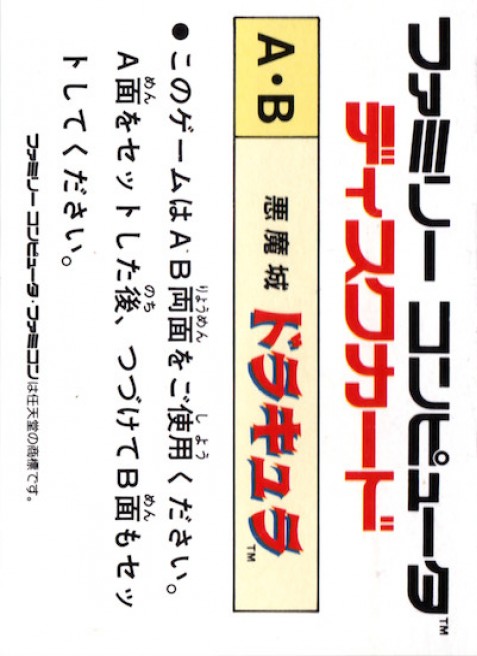 ファミリー コンピュータ™
ディスクカード
A・B 悪魔城 ドラキュラ™
●このゲームはA・B両面をご使用ください。
A面をセットした後、つづけてB面もセッ
トしてください。
ファミリー コンピュータ・ファミコンは任天堂の商標です。